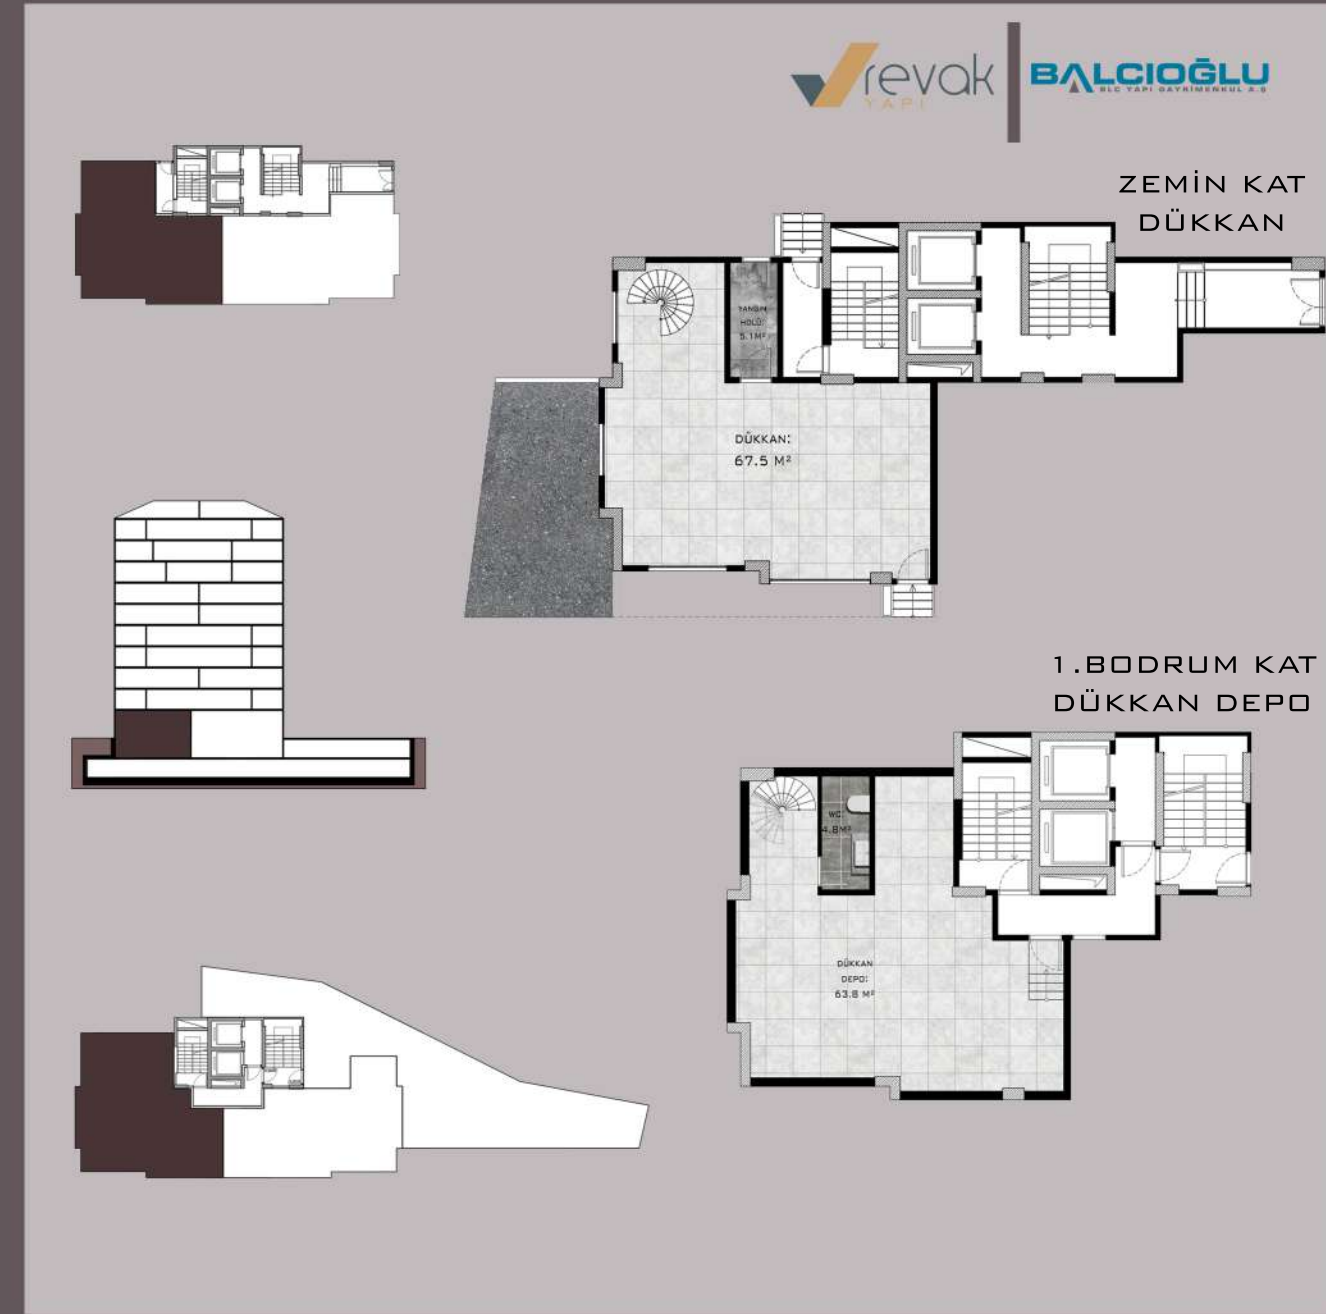 revak
YAPI
BALCIOĞLU
BLC YAPI GAYRİMENKUL A.Ş
ZEMİN KAT
DÜKKAN
YANGIN
HOLÜ:
5.1M²
DÜKKAN:
67.5 M²
1.BODRUM KAT
DÜKKAN DEPO
WC:
4.8M²
DÜKKAN
DEPO:
63.8 M²